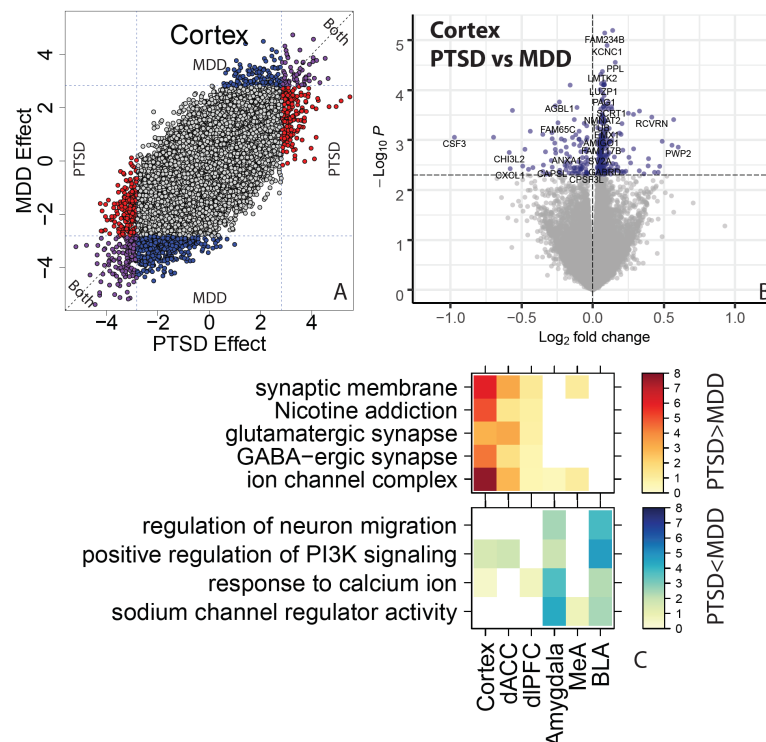 Cortex
MDD
Both
PTSD
PTSD
MDD
Both
A
MDD Effect
4
2
0
−2
−4
−4
−2
0
2
4
PTSD Effect
Cortex
PTSD vs MDD
B
− Log10 P
5
4
3
2
1
0
FAM234B
KCNC1
PPL
LMTK2
LUZP1
PAG1
AGBL1
SCRT1
NMNAT2
RCVRN
FAM65C
CSF3
AMIGO1
PWP2
CHI3L2
ANXA1
SV2A
CAPSL
GABRD
CXCL1
CPSF3L
−1.0
−0.5
0.0
0.5
1.0
Log2 fold change
synaptic membrane
Nicotine addiction
glutamatergic synapse
GABA−ergic synapse
ion channel complex
8
7
6
5
4
3
2
1
0
PTSD>MDD
regulation of neuron migration
positive regulation of PI3K signaling
response to calcium ion
sodium channel regulator activity
8
7
6
5
4
3
2
1
0
PTSD<MDD
Cortex
dACC
dlPFC
Amygdala
MeA
BLA
C